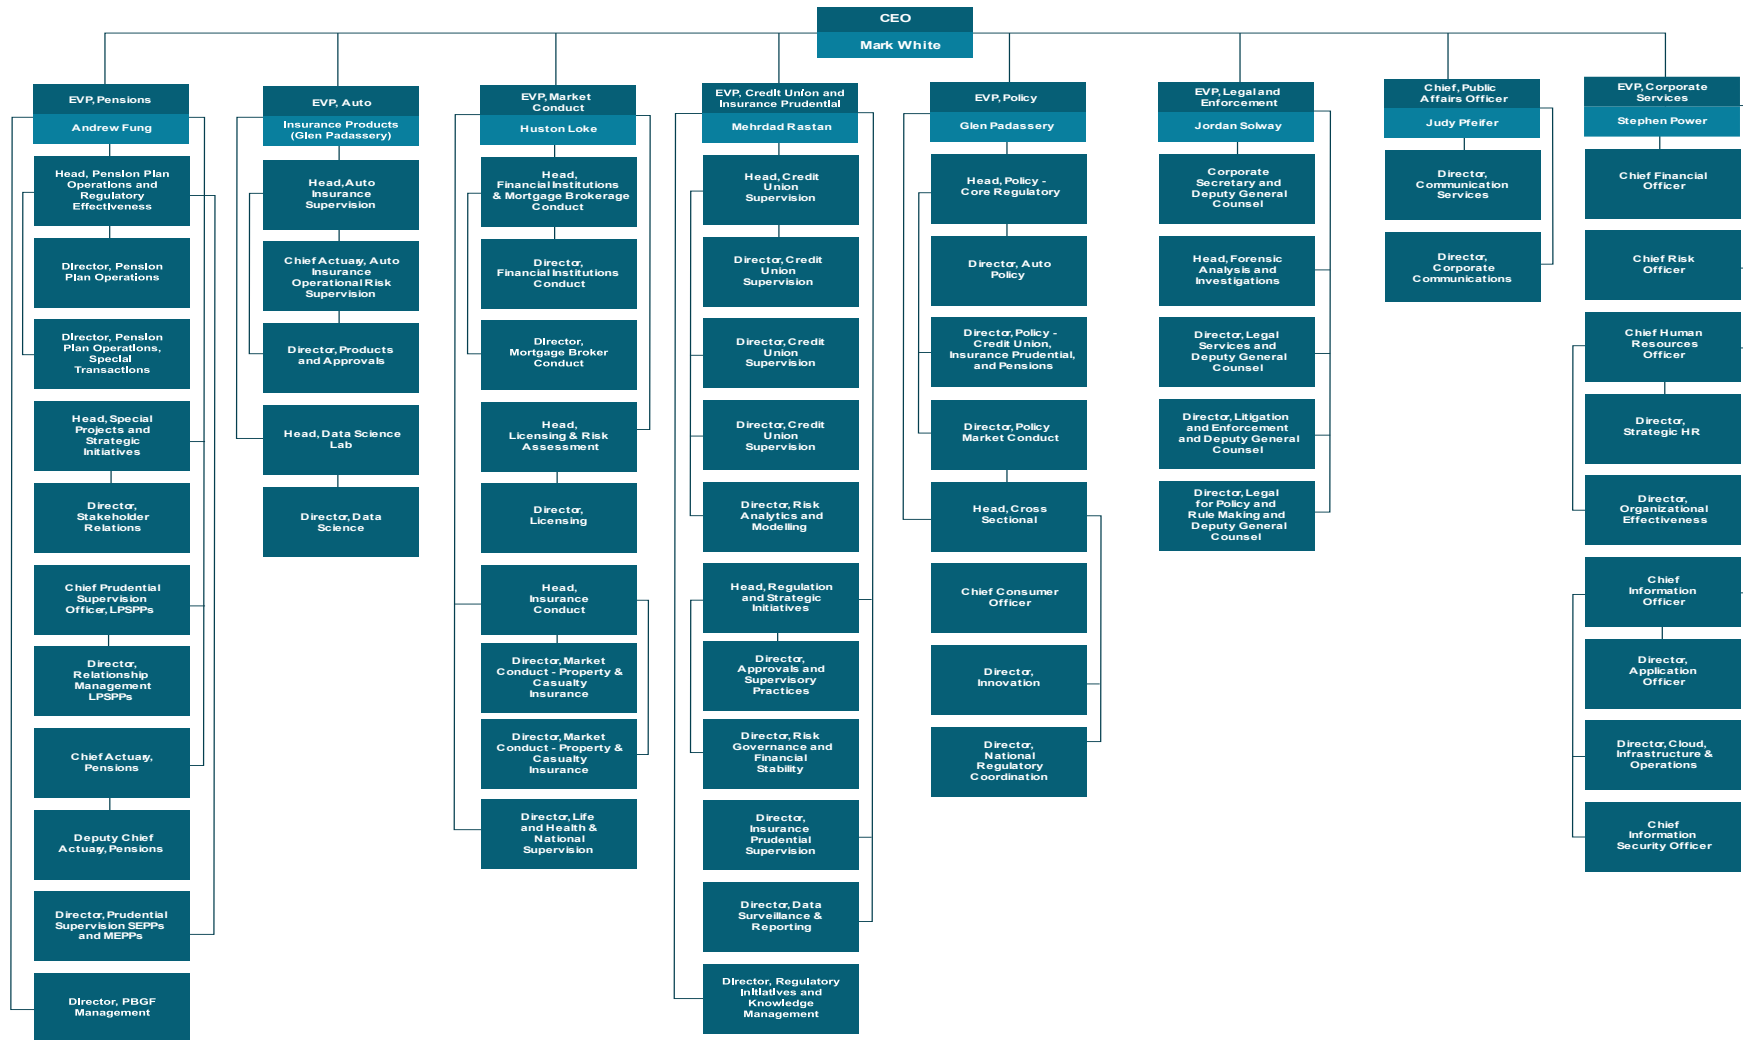 CEO
Mark White
EVP, Pensions
Andrew Fung
Head, Pension Plan
Operations and
Regulatory
Effectiveness
Director, Pension
Plan Operations
Director, Pension
Plan Operations,
Special
Transactions
Head, Special
Projects and
Strategic
Initiatives
Director,
Stakeholder
Relations
Chief Prudential
Supervision
Officer, LPSPPs
Director,
Relationship
Management
LPSPPs
Chief Actuary,
Pensions
Deputy Chief
Actuary, Pensions
Director, Prudential
Supervision SEPPs
and MEPPs
Director, PBGF
Management
EVP, Auto
Insurance Products
(Glen Padassery)
Head, Auto
Insurance
Supervision
Chief Actuary, Auto
Insurance
Operational Risk
Supervision
Director, Products
and Approvals
Head, Data Science
Lab
Director, Data
Science
EVP, Market
Conduct
Huston Loke
Head,
Financial Institutions
& Mortgage Brokerage
Conduct
Director,
Financial Institutions
Conduct
Director,
Mortgage Broker
Conduct
Head,
Licensing & Risk
Assessment
Director,
Licensing
Head,
Insurance
Conduct
Director, Market
Conduct - Property &
Casualty
Insurance
Director, Market
Conduct - Property &
Casualty
Insurance
Director, Life
and Health &
National
Supervision
EVP, Credit Union and
Insurance Prudential
Mehrdad Rastan
Head, Credit
Union
Supervision
Director, Credit
Union
Supervision
Director, Credit
Union
Supervision
Director, Credit
Union
Supervision
Director, Risk
Analytics and
Modelling
Head, Regulation
and Strategic
Initiatives
Director,
Approvals and
Supervisory
Practices
Director, Risk
Governance and
Financial
Stability
Director,
Insurance
Prudential
Supervision
Director, Data
Surveillance &
Reporting
Director, Regulatory
Initiatives and
Knowledge
Management
EVP, Policy
Glen Padassery
Head, Policy -
Core Regulatory
Director, Auto
Policy
Director, Policy -
Credit Union,
Insurance Prudential,
and Pensions
Director, Policy
Market Conduct
Head, Cross
Sectional
Chief Consumer
Officer
Director,
Innovation
Director,
National
Regulatory
Coordination
EVP, Legal and
Enforcement
Jordan Solway
Corporate
Secretary and
Deputy General
Counsel
Head, Forensic
Analysis and
Investigations
Director, Legal
Services and
Deputy General
Counsel
Director, Litigation
and Enforcement
and Deputy General
Counsel
Director, Legal
for Policy and
Rule Making and
Deputy General
Counsel
Chief, Public
Affairs Officer
Judy Pfeifer
Director,
Communication
Services
Director,
Corporate
Communications
EVP, Corporate
Services
Stephen Power
Chief Financial
Officer
Chief Risk
Officer
Chief Human
Resources
Officer
Director,
Strategic HR
Director,
Organizational
Effectiveness
Chief
Information
Officer
Director,
Application
Officer
Director, Cloud,
Infrastructure &
Operations
Chief
Information
Security Officer